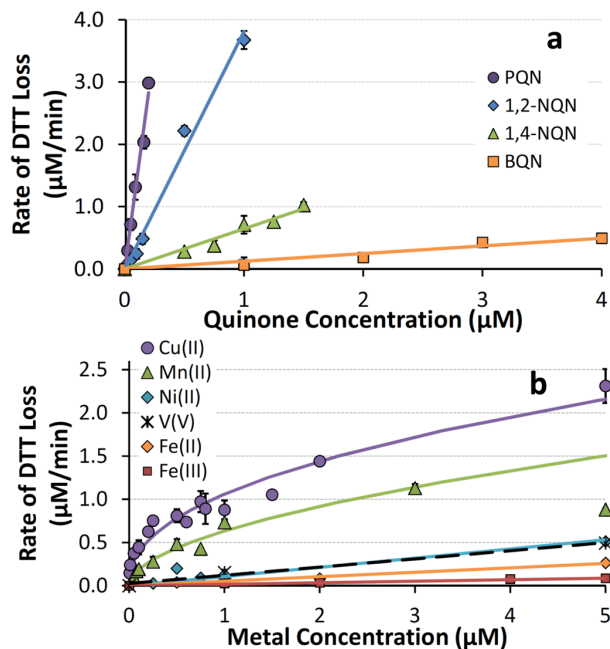 4.0
3.0
2.0
1.0
0.0
Rate of DTT Loss
(µM/min)
a
PQN
1,2-NQN
1,4-NQN
BQN
0 1 2 3 4
Quinone Concentration (µM)
Cu(II)
Mn(II)
Ni(II)
V(V)
Fe(II)
Fe(III)
b
2.5
2.0
1.5
1.0
0.5
0.0
Rate of DTT Loss
(µM/min)
0 1 2 3 4 5
Metal Concentration (µM)